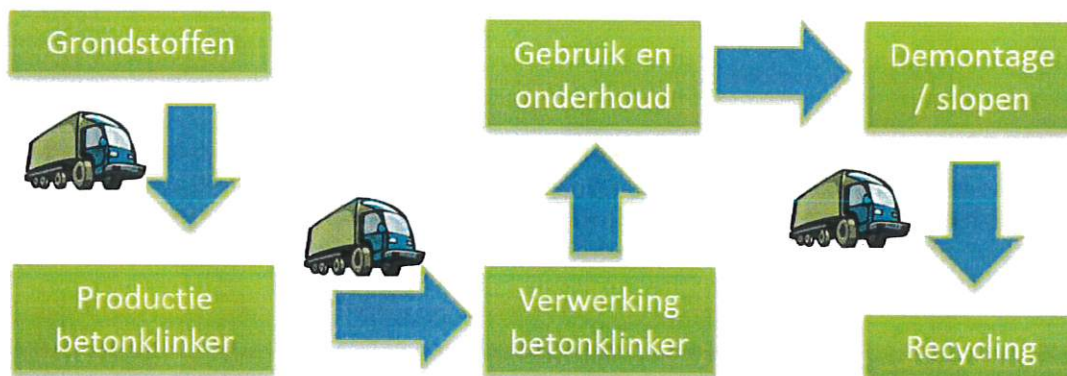 Grondstoffen
Productie
betonklinker
Verwerking
betonklinker
Gebruik en
onderhoud
Demontage
/ slopen
Recycling